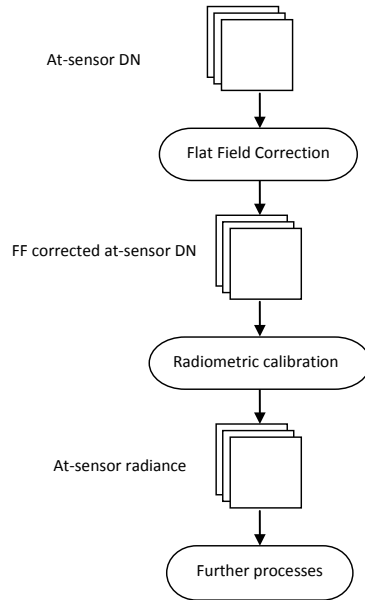 At-sensor DN
Flat Field Correction
FF corrected at-sensor DN
Radiometric calibration
At-sensor radiance
Further processes